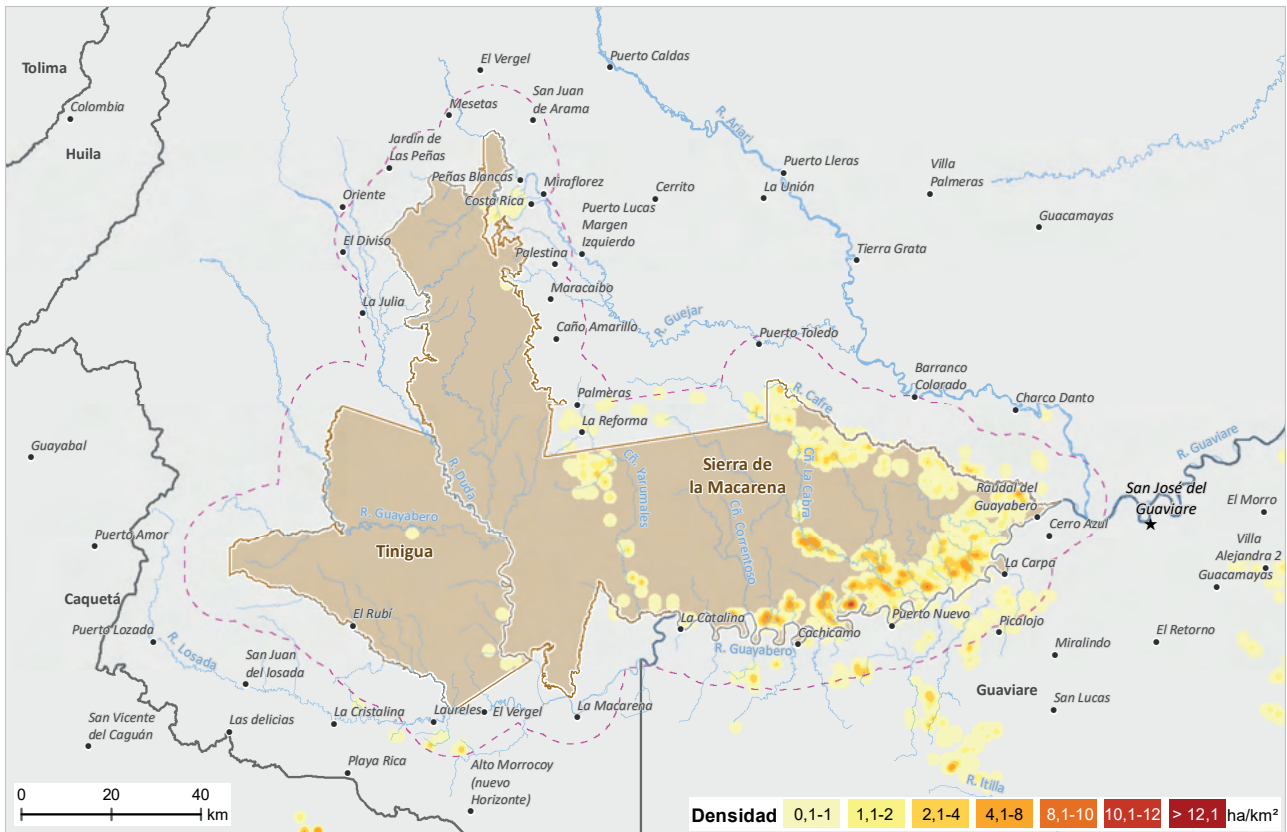 El Vergel
Puerto Caldas
Tolima
Colombia
Mesetas
San Juan
de Arama
R. Ariari
Huila
Jardín de
Las Peñas
Puerto Lleras
Villa
Palmeras
Peñas Blancas
Miraflorez
Cerrito
La Unión
Oriente
Costa Rica
Puerto Lucas
Margen
Izquierdo
Guacamayas
El Diviso
Palestina
Tierra Grata
Maracaibo
La Julia
R. Guejar
Caño Amarillo
Puerto Toledo
Barranco
Colorado
R. Cafre
Charco Danto
Palmeras
La Reforma
Guayabal
R. Guaviare
Cñ. Yarumales
Sierra de
la Macarena
Cñ. La Cabra
R. Duda
Raudal del
Guayabero
San José del
Guaviare
El Morro
R. Guayabero
Cñ. Correntoso
Cerro Azul
Puerto Amor
Tinigua
Villa
Alejandra 2
La Carpa
Guacamayas
Caquetá
El Rubí
La Catalina
Puerto Nuevo
Picalojo
Puerto Lozada
Cachicamo
El Retorno
R. Losada
R. Guayabero
Miralindo
San Juan
del losada
Guaviare
San Lucas
San Vicente
del Caguán
Las delicias
La Cristalina
Laureles
El Vergel
La Macarena
Playa Rica
Alto Morrocoy
(nuevo
Horizonte)
R. Itilla
0 20 40
km
Densidad 0,1-1 1,1-2 2,1-4 4,1-8 8,1-10 10,1-12 > 12,1 ha/km²